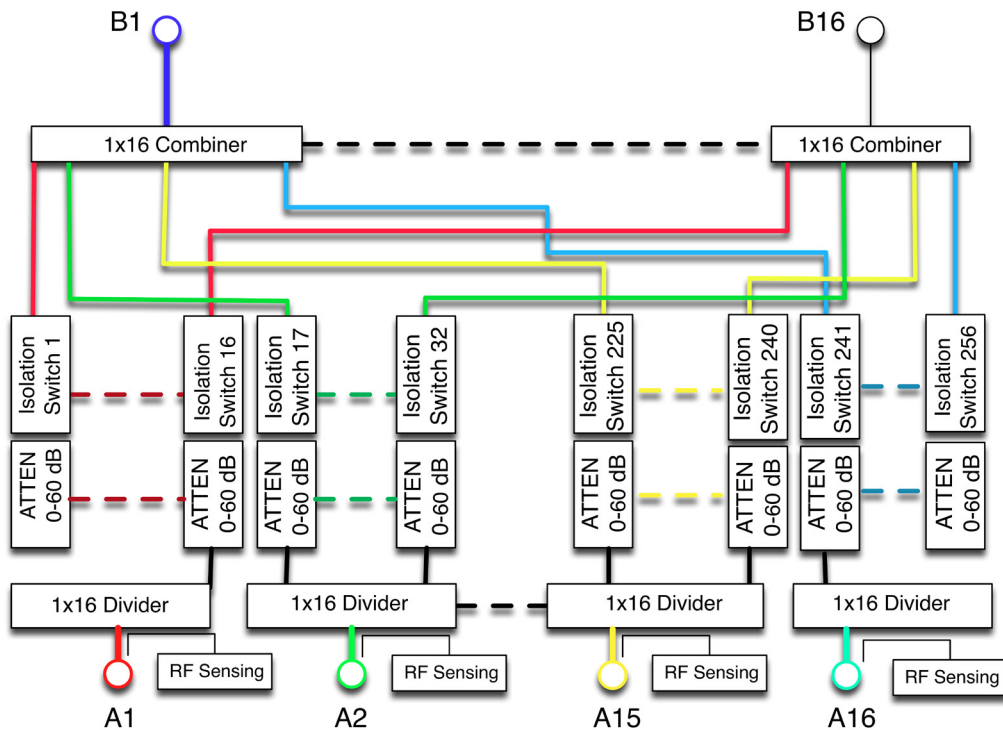 B1
B16
1x16 Combiner
1x16 Combiner
Isolation
Switch 1
Isolation
Switch 16
Isolation
Switch 17
Isolation
Switch 32
Isolation
Switch 225
Isolation
Switch 240
Isolation
Switch 241
Isolation
Switch 256
ATTEN
0-60 dB
ATTEN
0-60 dB
ATTEN
0-60 dB
ATTEN
0-60 dB
ATTEN
0-60 dB
ATTEN
0-60 dB
ATTEN
0-60 dB
ATTEN
0-60 dB
1x16 Divider
1x16 Divider
1x16 Divider
1x16 Divider
RF Sensing
RF Sensing
RF Sensing
RF Sensing
A1
A2
A15
A16